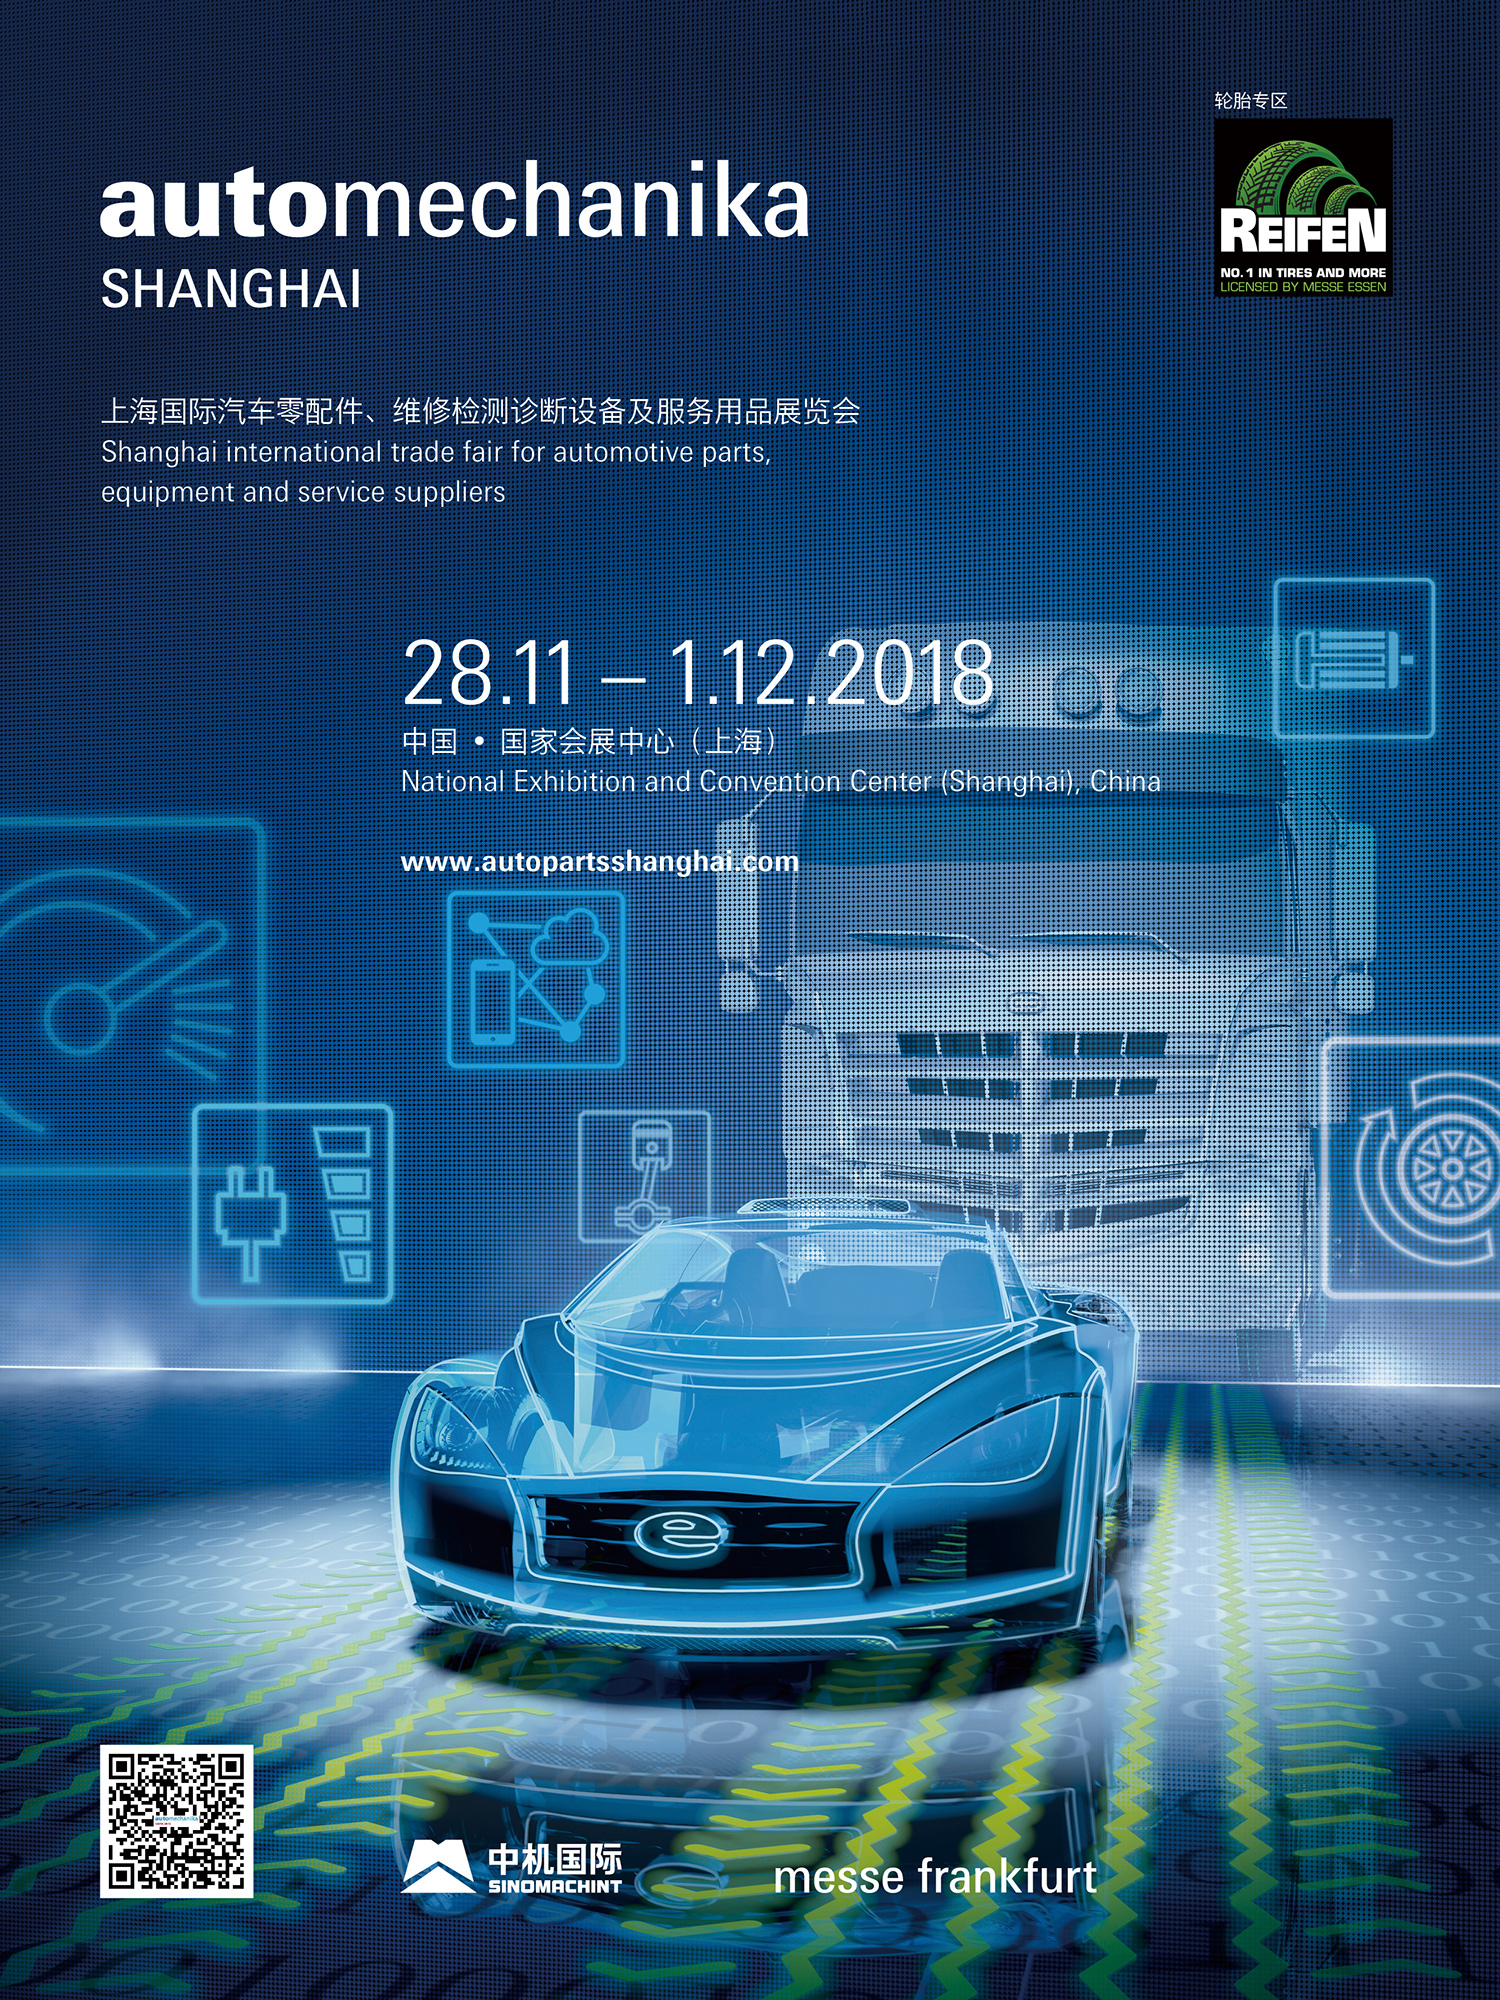 轮胎专区
REIFEN
NO. 1 IN TIRES AND MORE
LICENSED BY MESSE ESSEN
automechanika
SHANGHAI
上海国际汽车零配件、维修检测诊断设备及服务用品展览会
Shanghai international trade fair for automotive parts,
equipment and service suppliers
28.11 – 1.12.2018
中国 • 国家会展中心（上海）
National Exhibition and Convention Center (Shanghai), China
www.autopartsshanghai.com
e
automechanika
中机国际
SINOMACHINT
messe frankfurt